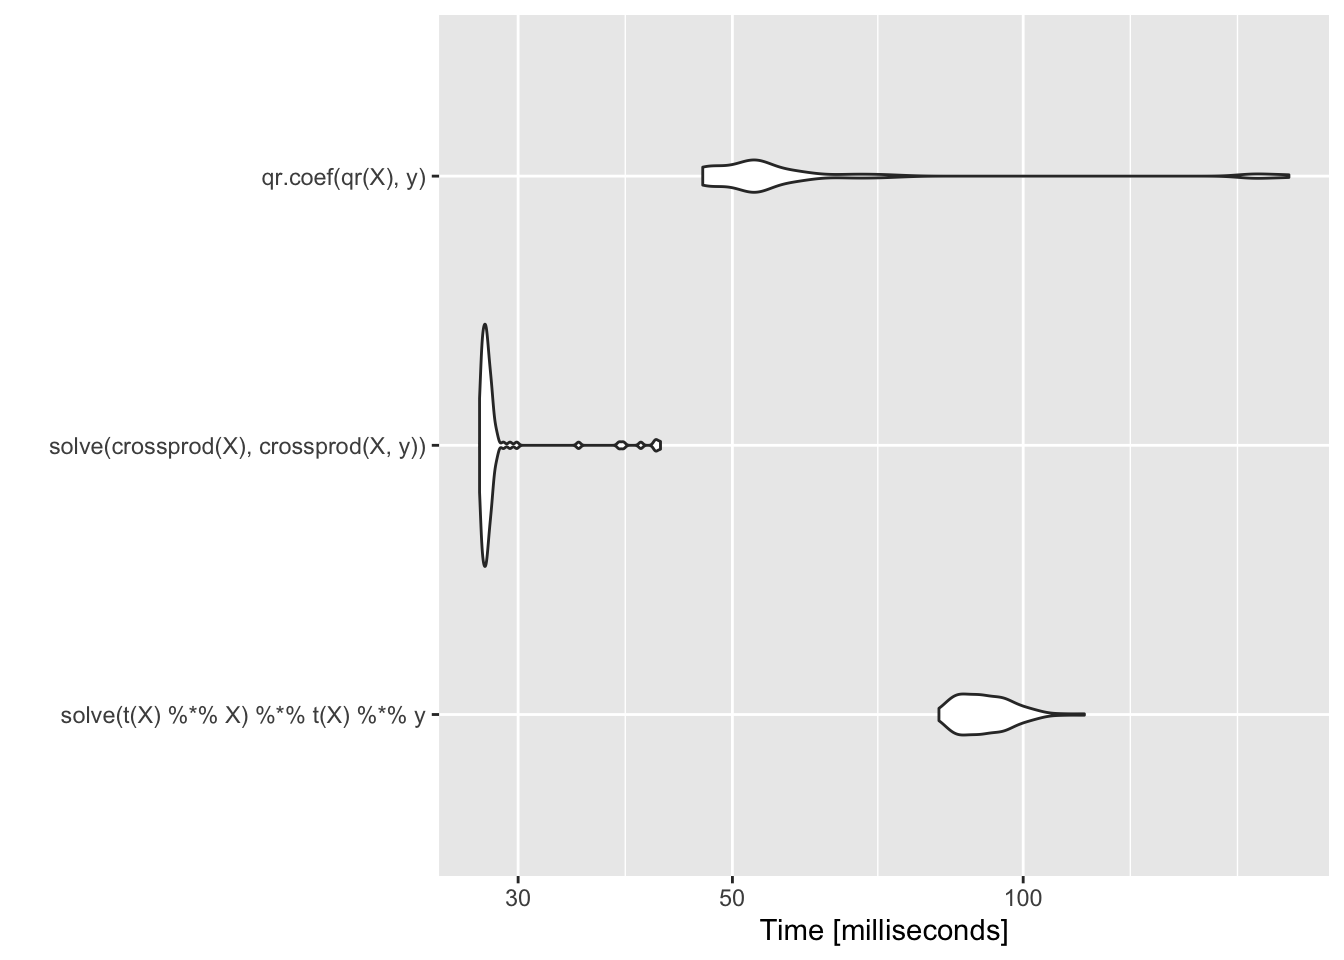 qr.coef(qr(X), y)
solve(crossprod(X), crossprod(X, y))
solve(t(X) %*% X) %*% t(X) %*% y
30 50 100
Time [milliseconds]